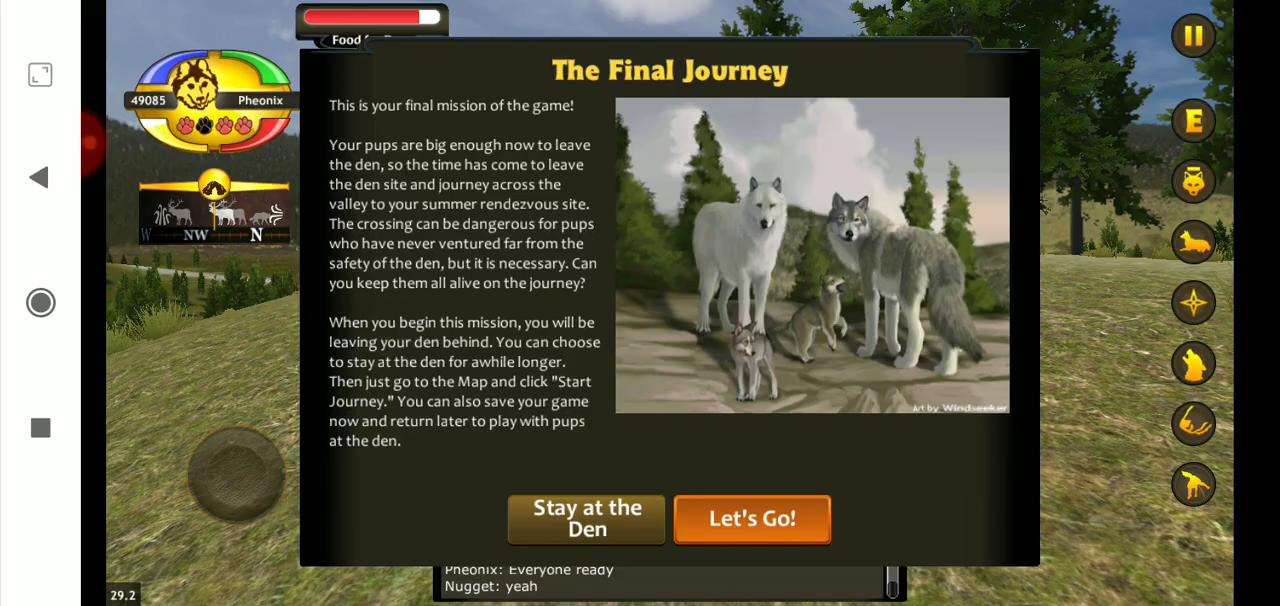 Food
49085
Pheonix
W NW N
The Final Journey
This is your final mission of the game!
Your pups are big enough now to leave
the den, so the time has come to leave
the den site and journey across the
valley to your summer rendezvous site.
The crossing can be dangerous for pups
who have never ventured far from the
safety of the den, but it is necessary. Can
you keep them all alive on the journey?
When you begin this mission, you will be
leaving your den behind. You can choose
to stay at the den for awhile longer.
Then just go to the Map and click "Start
Journey." You can also save your game
now and return later to play with pups
at the den.
Art by Windseeker
Stay at the
Den
Let's Go!
E
Pheonix: Everyone ready
Nugget: yeah
29.2